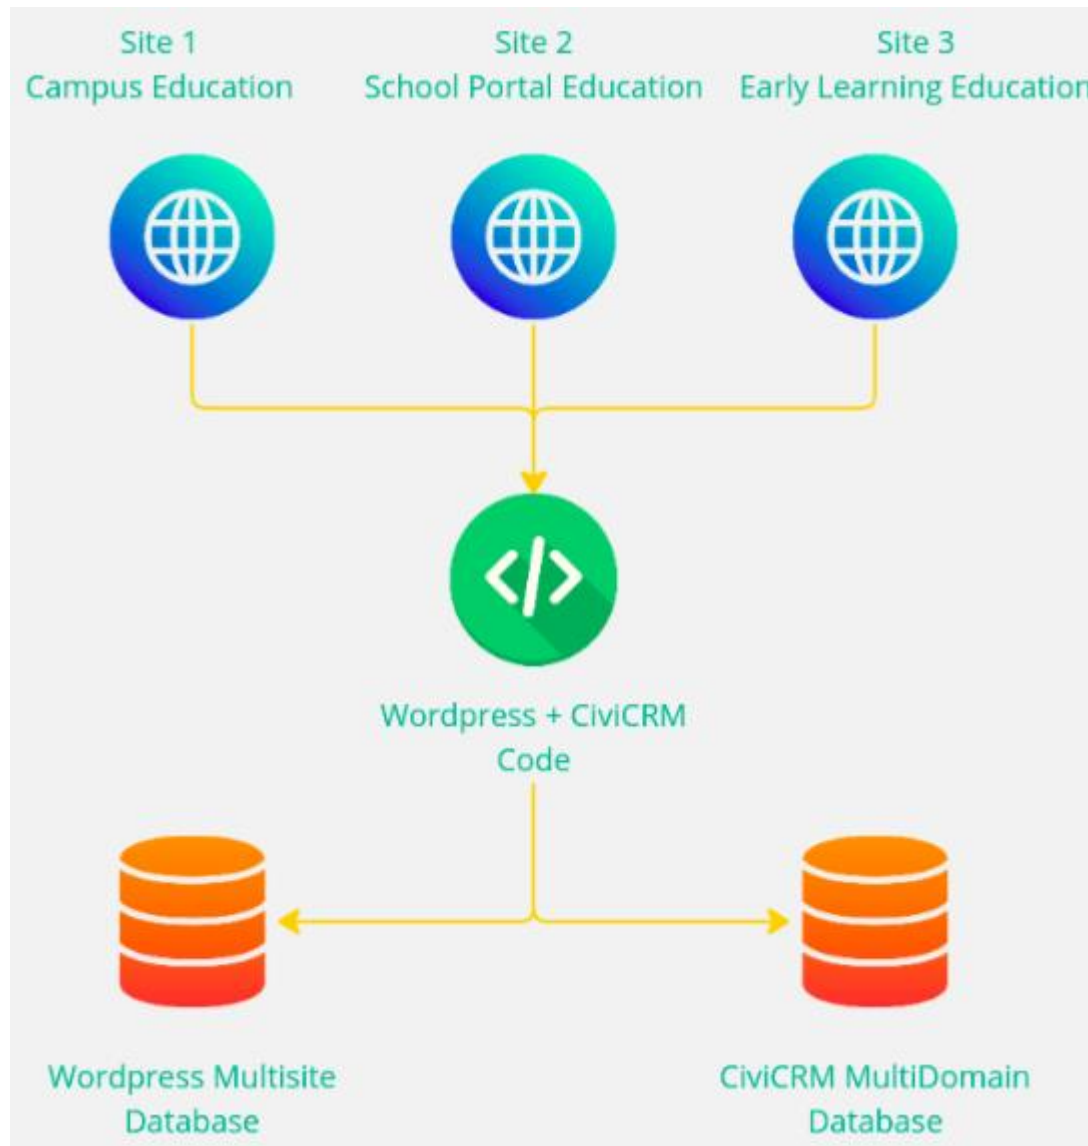 Site 1
Campus Education
Site 2
School Portal Education
Site 3
Early Learning Education
</>
Wordpress + CiviCRM
Code
Wordpress Multisite
Database
CiviCRM MultiDomain
Database